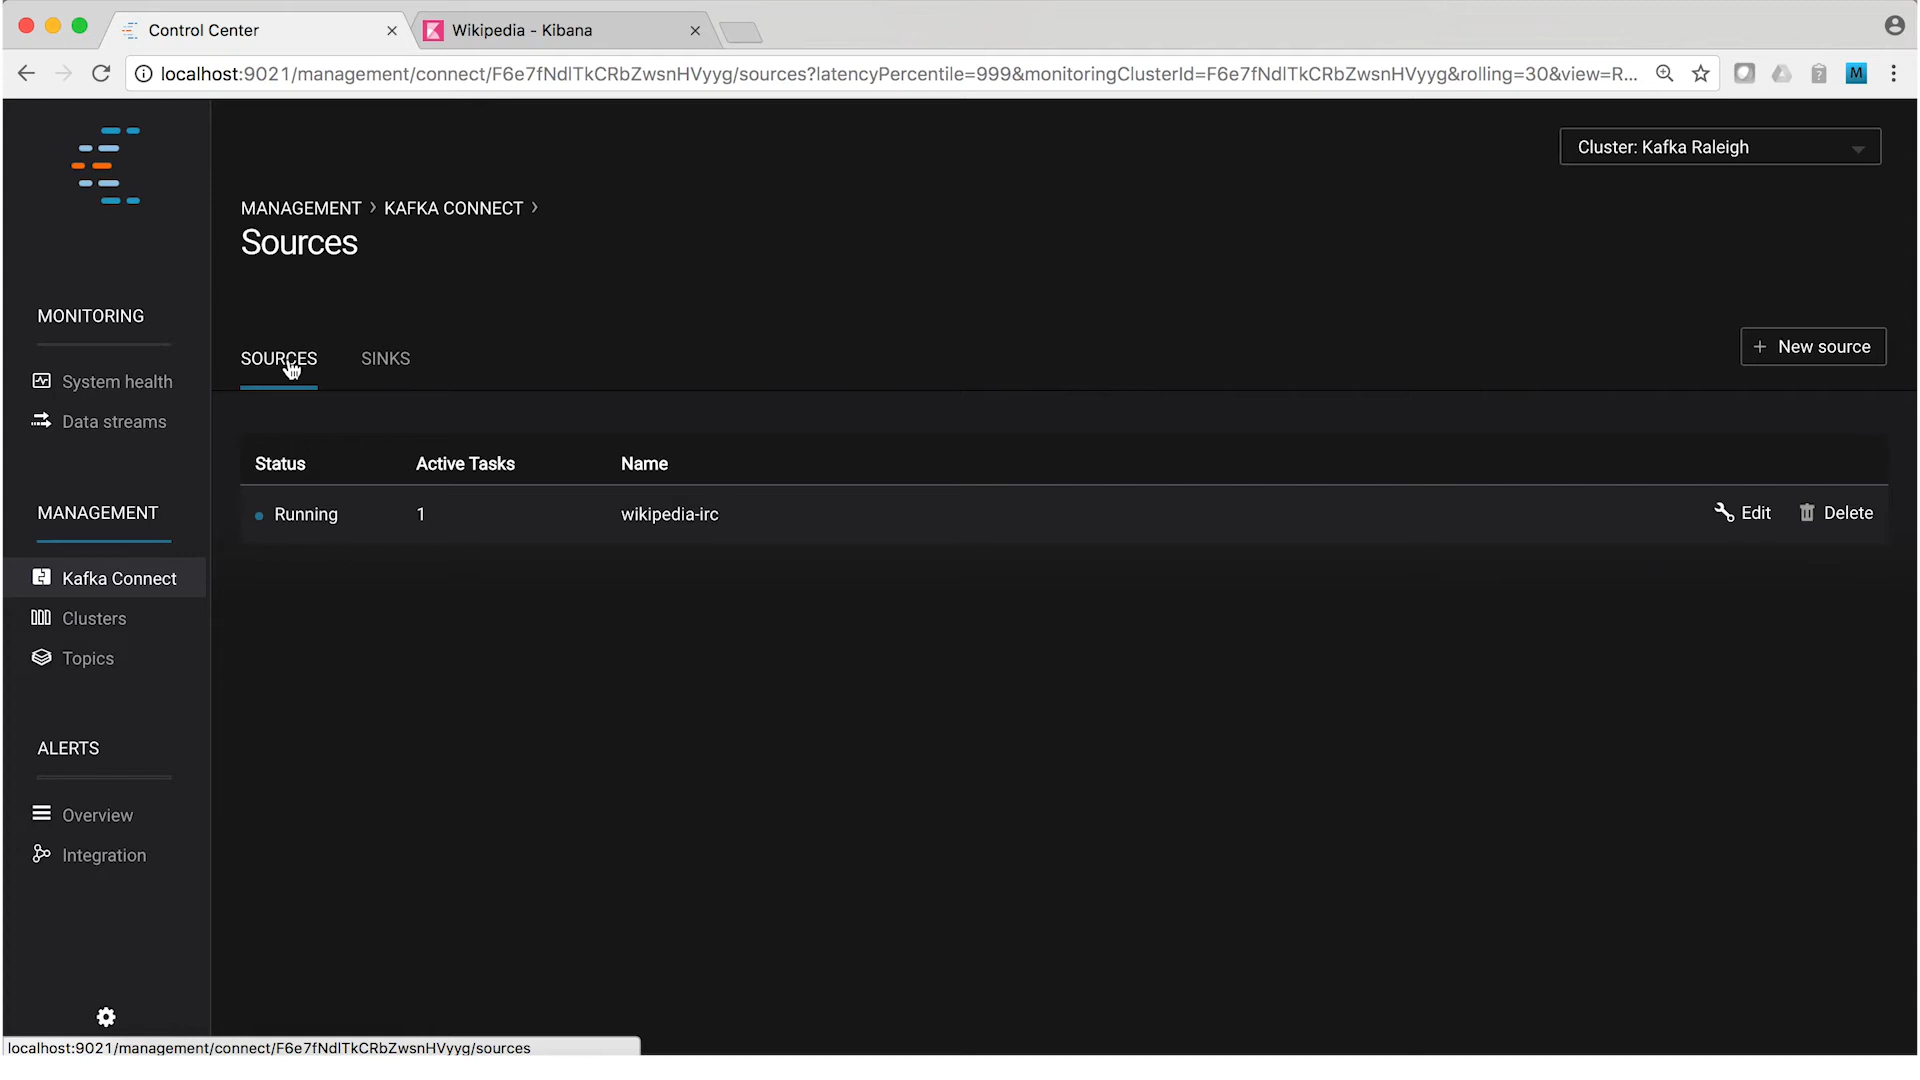 Control Center
Wikipedia - Kibana
localhost:9021/management/connect/F6e7fNdlTkCRbZwsnHVyyg/sources?latencyPercentile=999&monitoringClusterId=F6e7fNdlTkCRbZwsnHVyyg&rolling=30&view=R...
M
Cluster: Kafka Raleigh
MANAGEMENT › KAFKA CONNECT ›
Sources
MONITORING
System health
Data streams
MANAGEMENT
Kafka Connect
Clusters
Topics
ALERTS
Overview
Integration
SOURCES SINKS
+ New source
Status Active Tasks Name
Running 1 wikipedia-irc Edit Delete
localhost:9021/management/connect/F6e7fNdlTkCRbZwsnHVyyg/sources